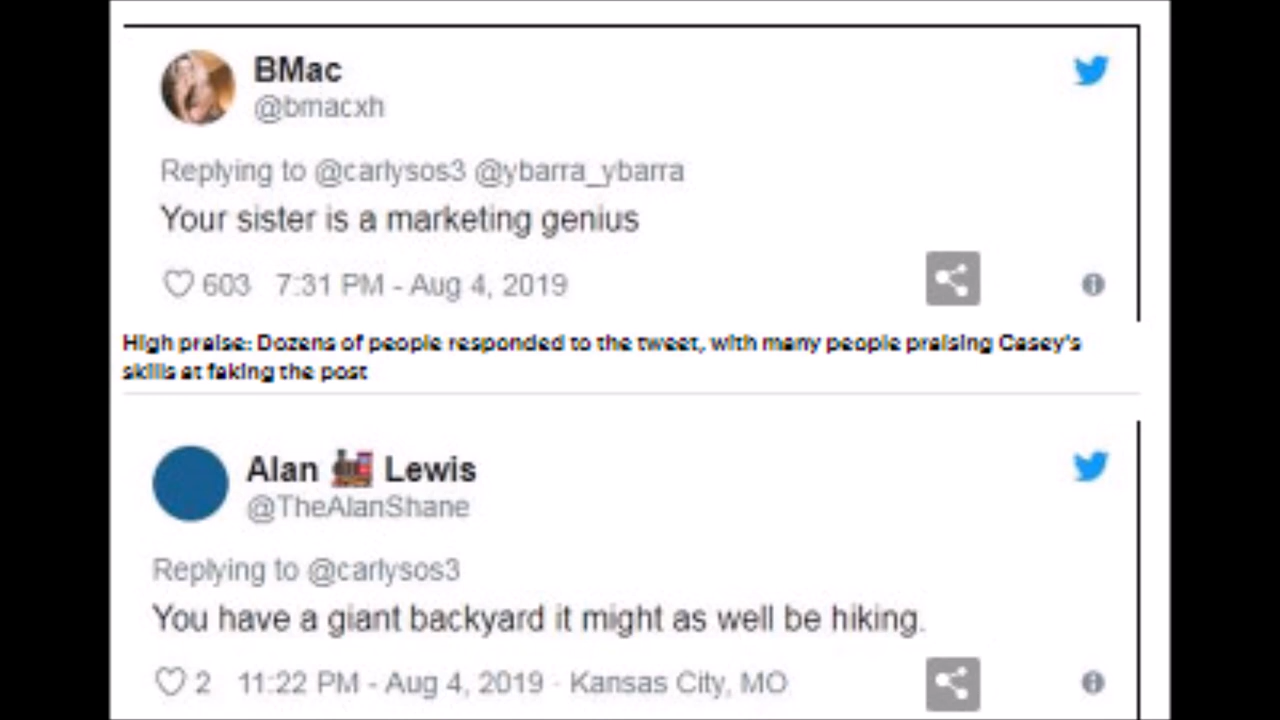 BMac
@bmacxh
Replying to @carlysos3 @ybarra_ybarra
Your sister is a marketing genius
603 7:31 PM - Aug 4, 2019
High praise: Dozens of people responded to the tweet, with many people praising Casey's
skills at faking the post
Alan 🚂 Lewis
@TheAlanShane
Replying to @carlysos3
You have a giant backyard it might as well be hiking.
2 11:22 PM - Aug 4, 2019 · Kansas City, MO